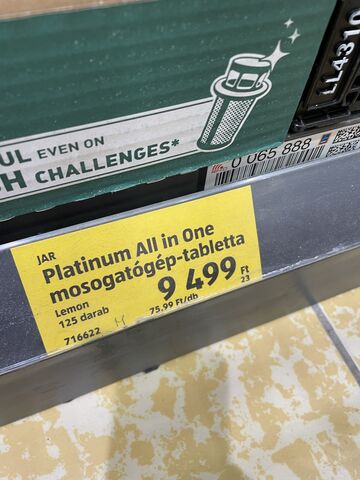 UL EVEN ON
H CHALLENGES*
LL4310
0 065 888
JAR
Platinum All in One
mosogatógép-tabletta
Lemon
125 darab
9 499 Ft
75.99 Ft/db
23
716622